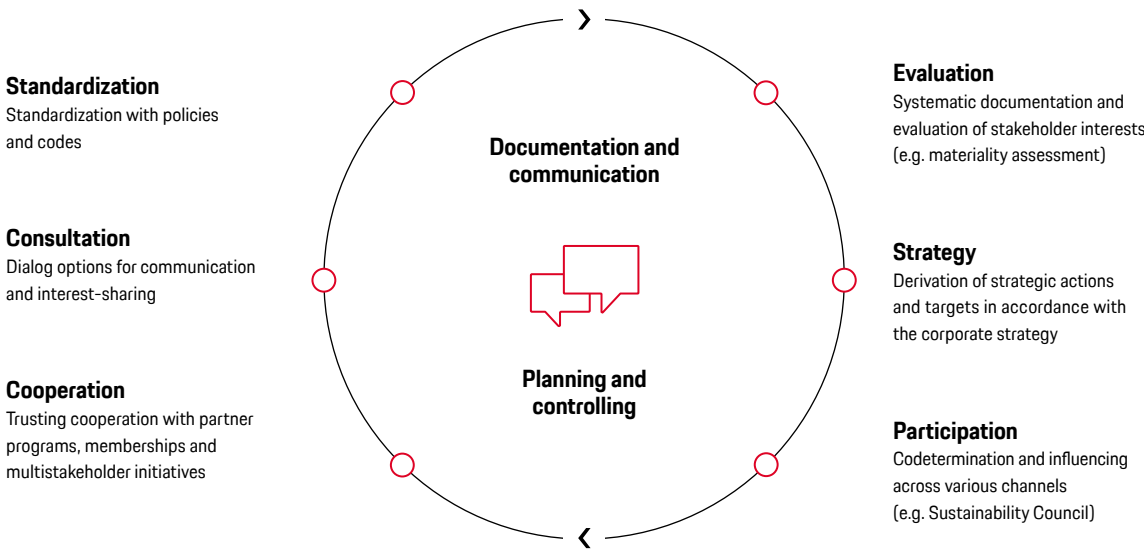 Standardization
Standardization with policies
and codes
Consultation
Dialog options for communication
and interest-sharing
Cooperation
Trusting cooperation with partner
programs, memberships and
multistakeholder initiatives
Documentation and
communication
Planning and
controlling
Evaluation
Systematic documentation and
evaluation of stakeholder interests
(e.g. materiality assessment)
Strategy
Derivation of strategic actions
and targets in accordance with
the corporate strategy
Participation
Codetermination and influencing
across various channels
(e.g. Sustainability Council)